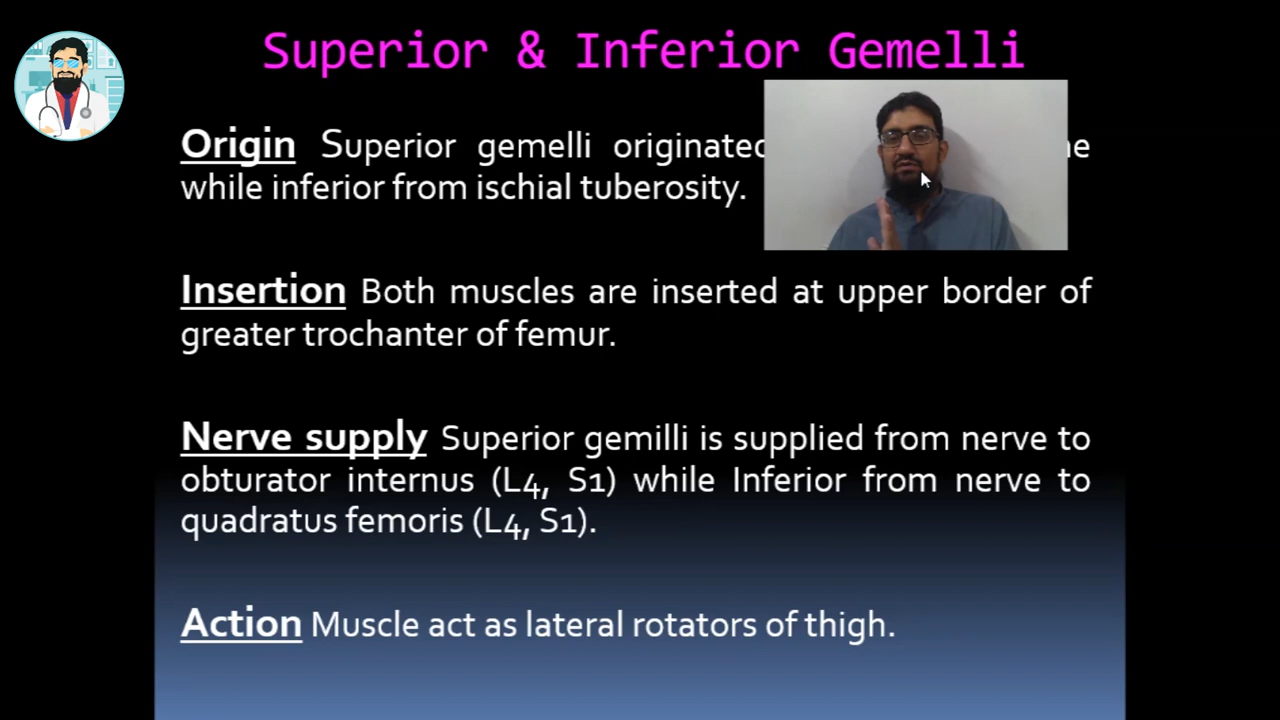 Superior & Inferior Gemelli
Origin Superior gemelli originated
while inferior from ischial tuberosity.
Insertion Both muscles are inserted at upper border of
greater trochanter of femur.
Nerve supply Superior gemilli is supplied from nerve to
obturator internus (L4, S1) while Inferior from nerve to
quadratus femoris (L4, S1).
Action Muscle act as lateral rotators of thigh.